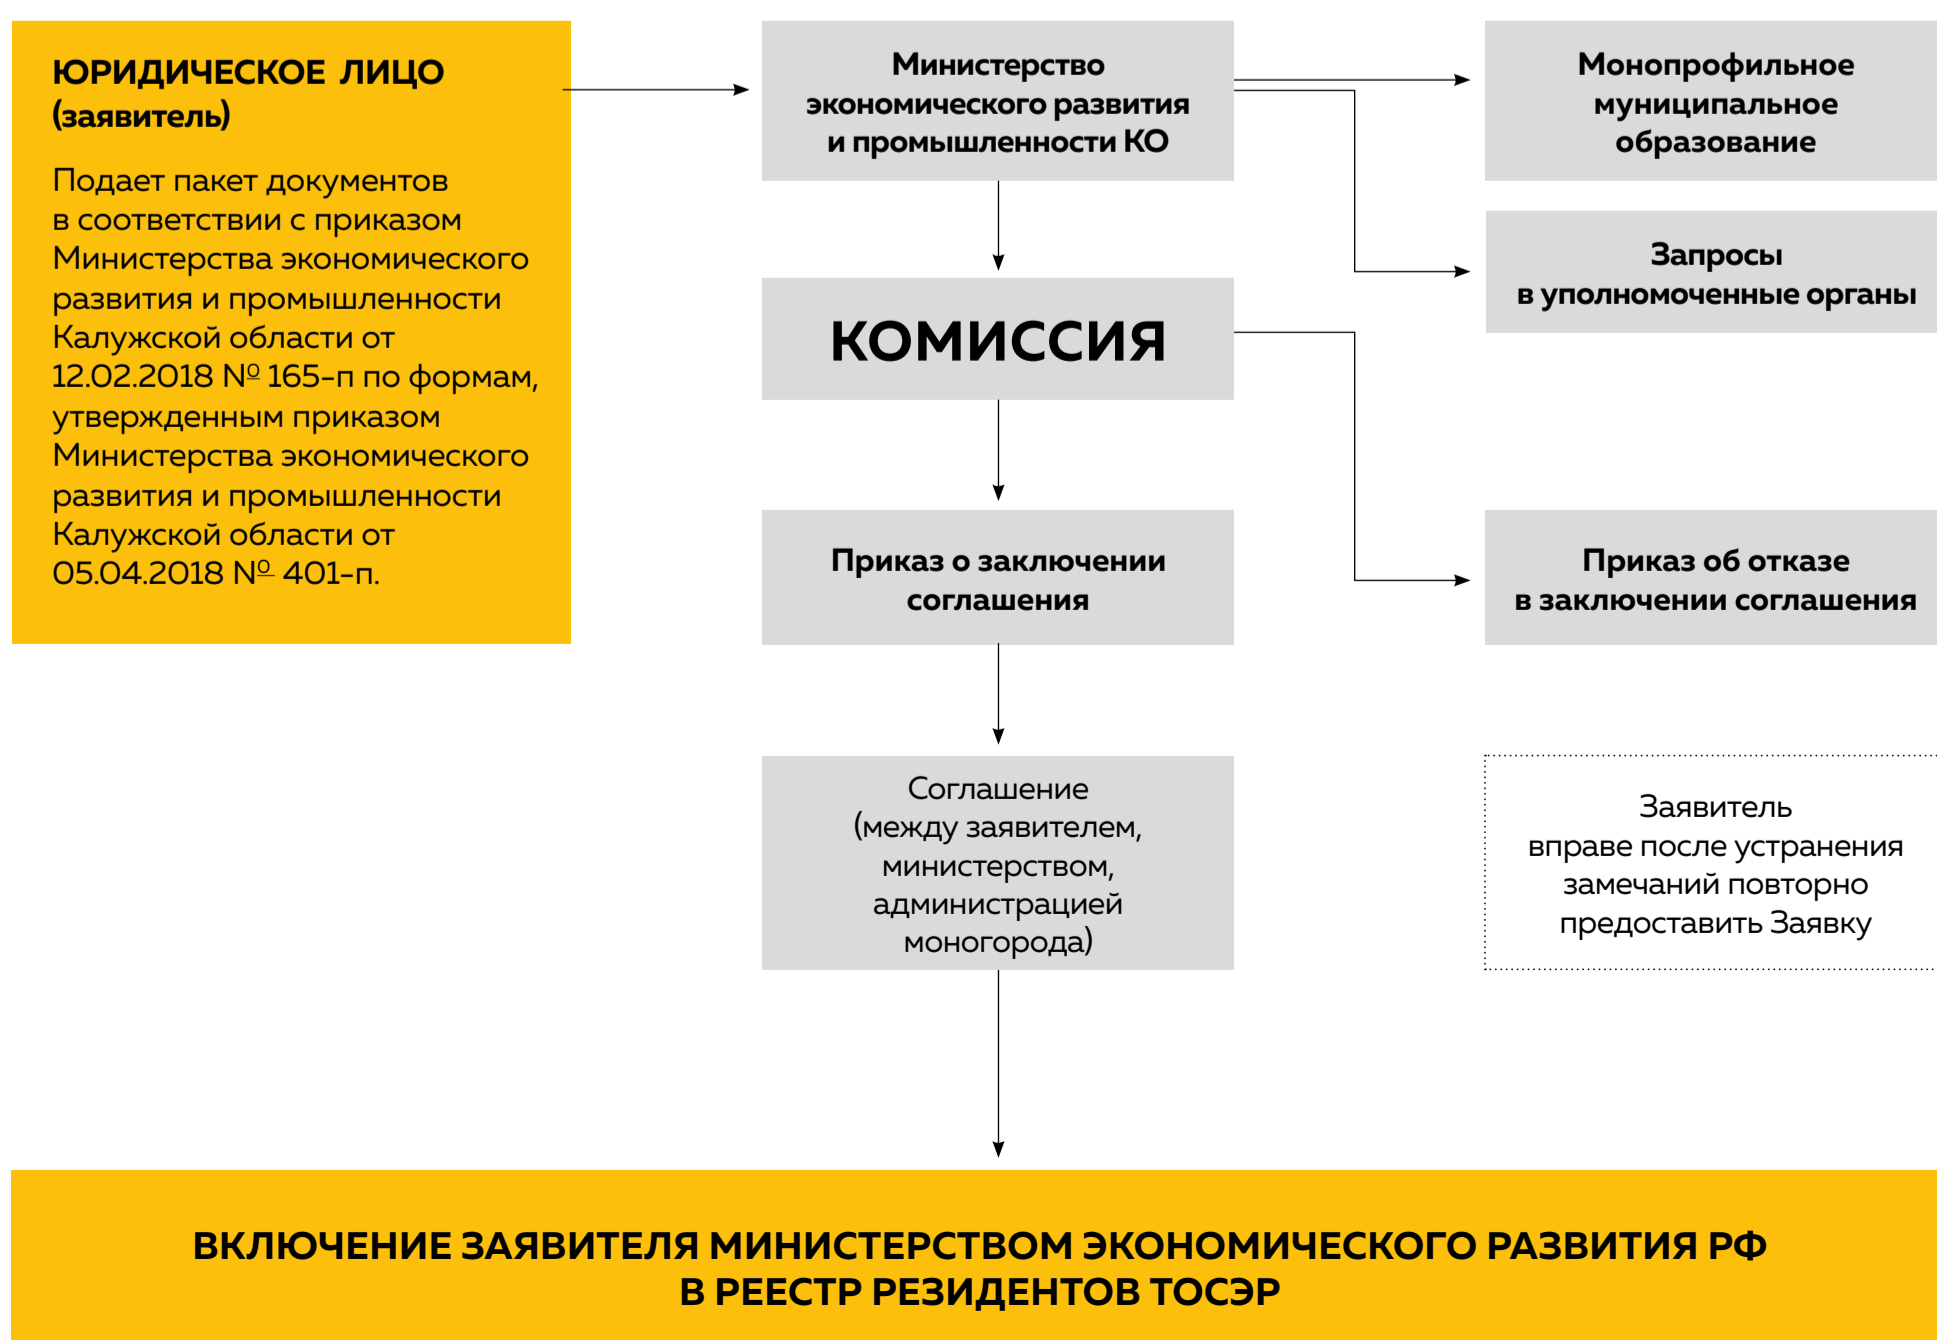 ЮРИДИЧЕСКОЕ ЛИЦО
(заявитель)
Подает пакет документов
в соответствии с приказом
Министерства экономического
развития и промышленности
Калужской области от
12.02.2018 № 165-п по формам,
утвержденным приказом
Министерства экономического
развития и промышленности
Калужской области от
05.04.2018 № 401-п.
Министерство
экономического развития
и промышленности КО
Монопрофильное
муниципальное
образование
Запросы
в уполномоченные органы
КОМИССИЯ
Приказ о заключении
соглашения
Приказ об отказе
в заключении соглашения
Соглашение
(между заявителем,
министерством,
администрацией
моногорода)
Заявитель
вправе после устранения
замечаний повторно
предоставить Заявку
ВКЛЮЧЕНИЕ ЗАЯВИТЕЛЯ МИНИСТЕРСТВОМ ЭКОНОМИЧЕСКОГО РАЗВИТИЯ РФ
В РЕЕСТР РЕЗИДЕНТОВ ТОСЭР